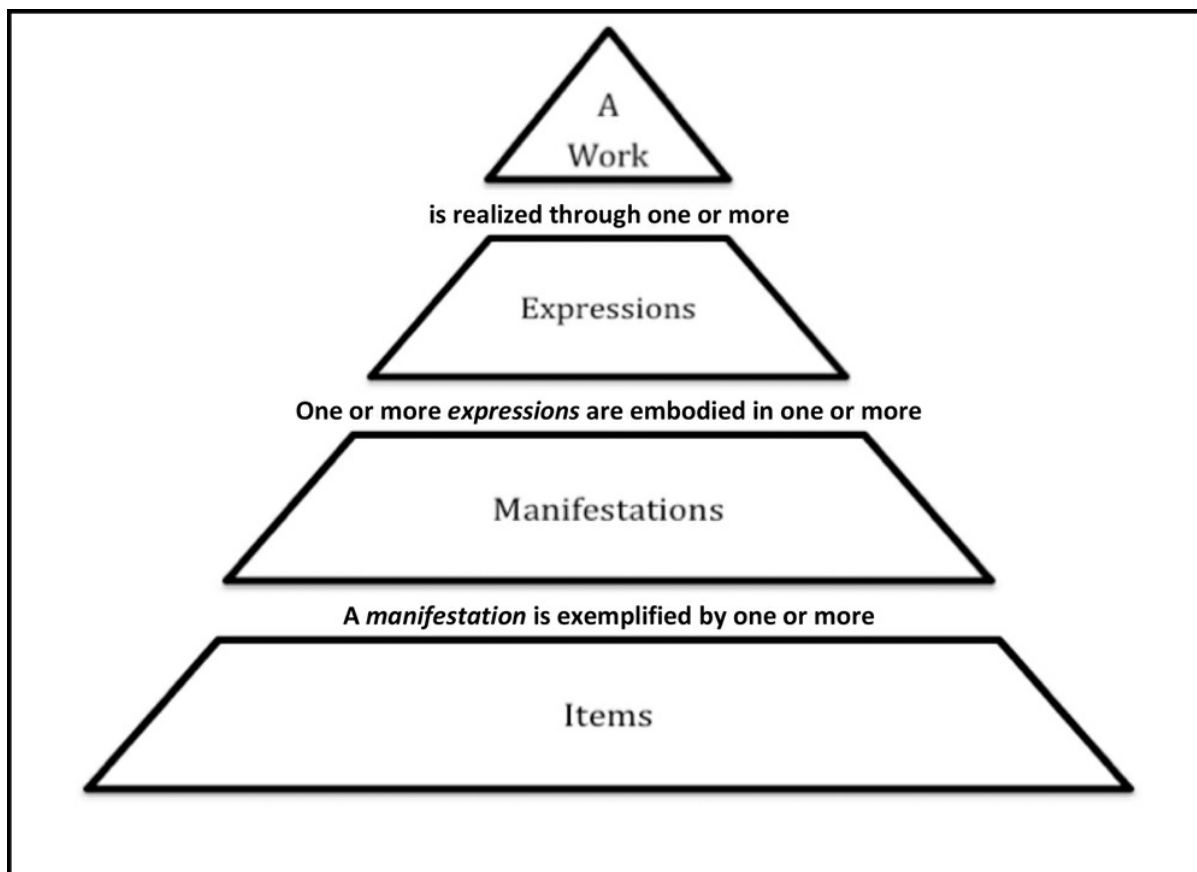 A
Work
is realized through one or more
Expressions
One or more expressions are embodied in one or more
Manifestations
A manifestation is exemplified by one or more
Items